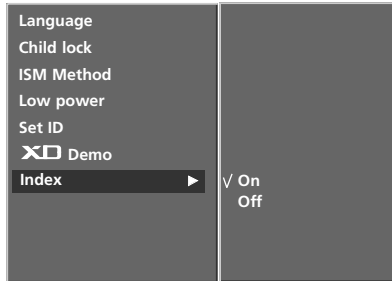 Language
Child lock
ISM Method
Low power
Set ID
XD Demo
Index ► √ On
Off